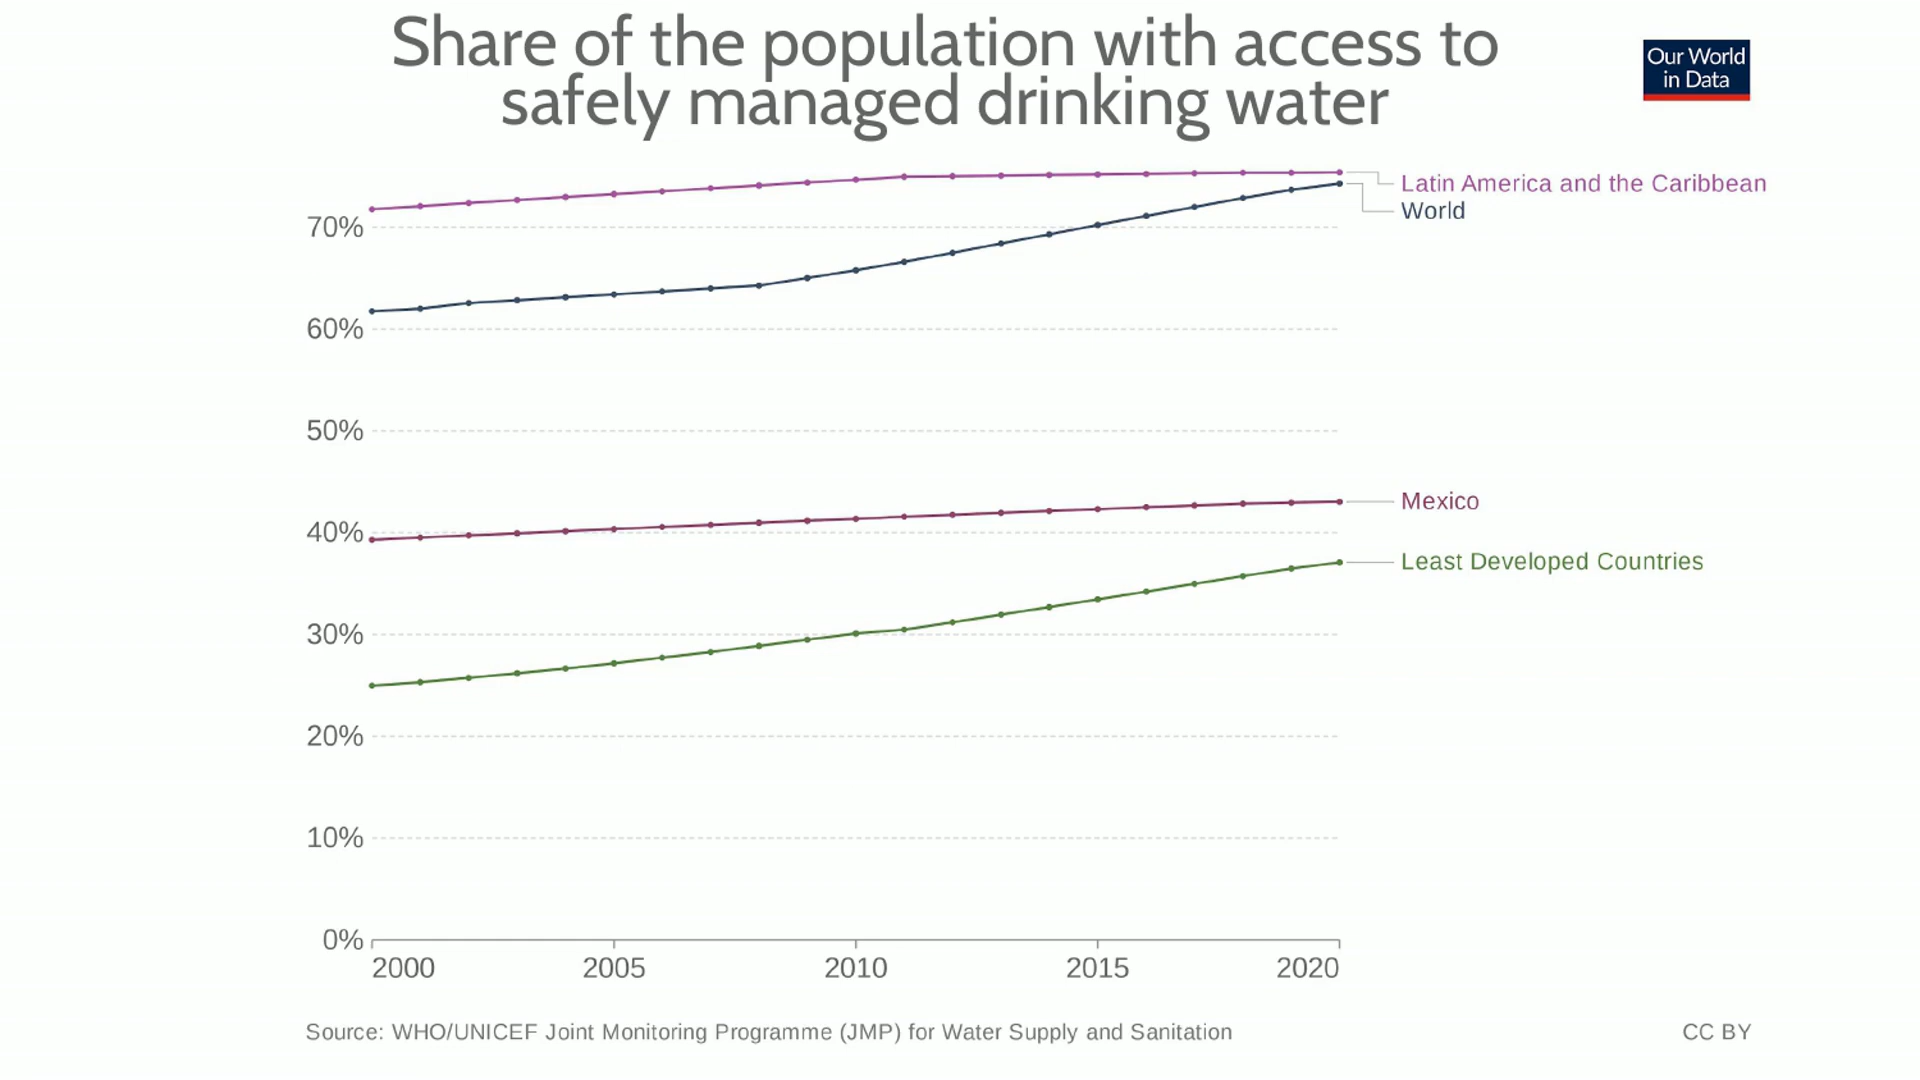 Share of the population with access to
safely managed drinking water
Our World
in Data
Latin America and the Caribbean
World
70%
60%
50%
Mexico
40%
Least Developed Countries
30%
20%
10%
0%
2000 2005 2010 2015 2020
Source: WHO/UNICEF Joint Monitoring Programme (JMP) for Water Supply and Sanitation
CC BY